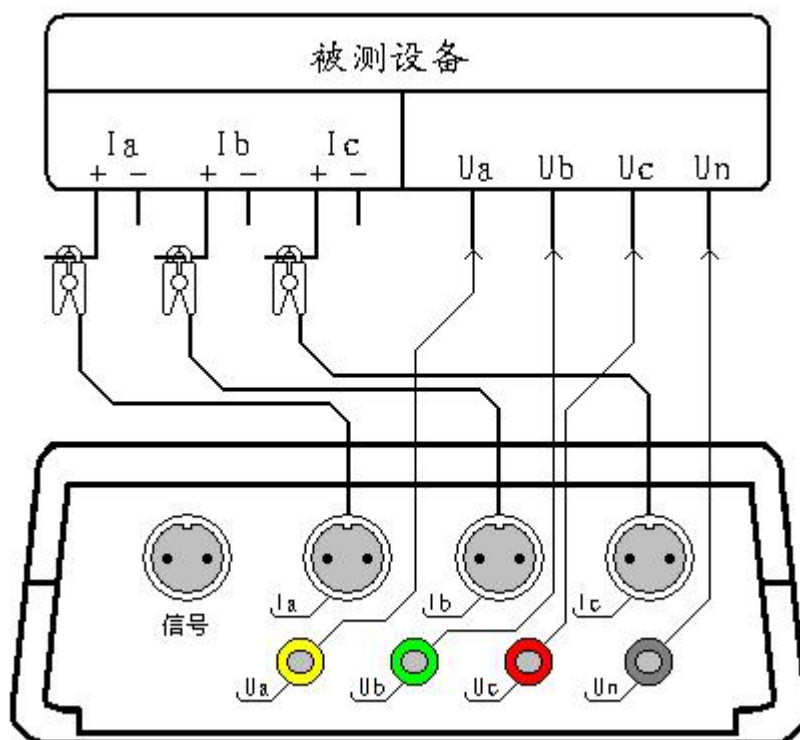 被测设备
Ia Ib Ic
+ − + − + −
Ua Ub Uc Un
Ia Ib Ic
信号
Ua Ub Uc Un